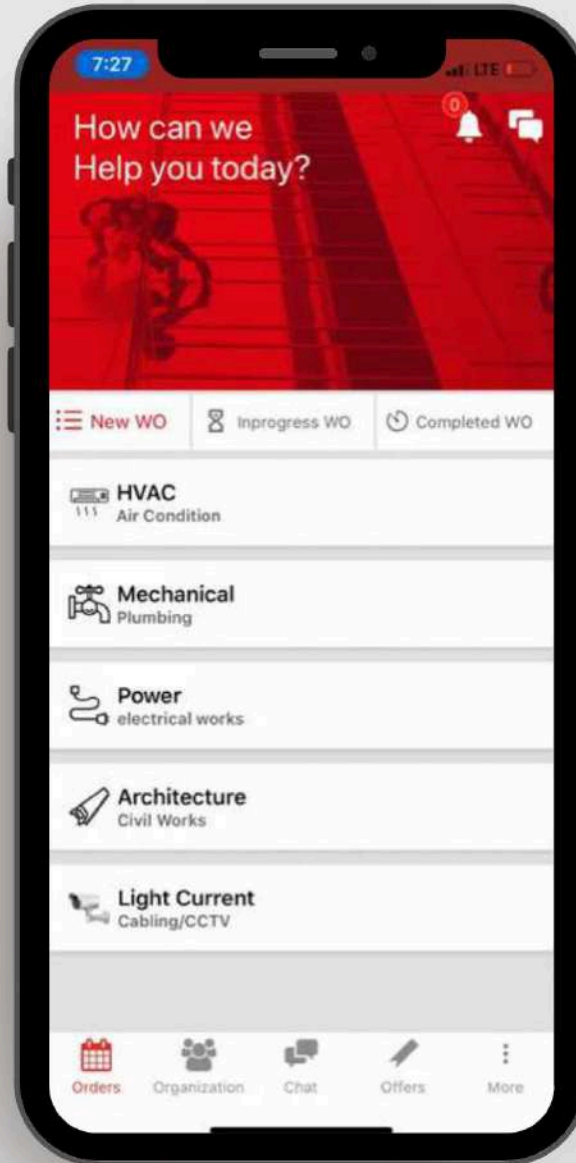 7:27
LTE
How can we
Help you today?
0
New WO
Inprogress WO
Completed WO
HVAC
Air Condition
Mechanical
Plumbing
Power
electrical works
Architecture
Civil Works
Light Current
Cabling/CCTV
Orders
Organization
Chat
Offers
More